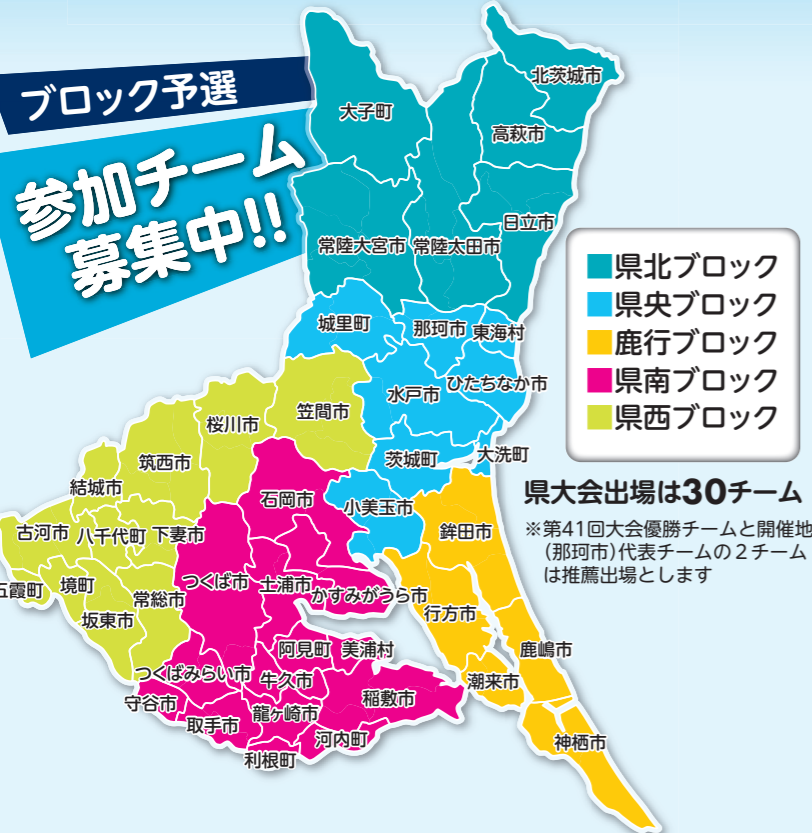 ブロック予選
参加チーム
募集中!!
北茨城市
大子町
高萩市
日立市
常陸大宮市
常陸太田市
■県北ブロック
■県央ブロック
■鹿行ブロック
■県南ブロック
■県西ブロック
城里町
那珂市
東海村
ひたちなか市
水戸市
笠間市
桜川市
茨城町
大洗町
筑西市
結城市
石岡市
小美玉市
県大会出場は30チーム
※第41回大会優勝チームと開催地
(那珂市)代表チームの2チーム
は推薦出場とします
鉾田市
古河市
八千代町
下妻市
五霞町
境町
常総市
つくば市
土浦市
かすみがうら市
坂東市
行方市
鹿嶋市
阿見町
美浦村
つくばみらい市
牛久市
潮来市
稲敷市
守谷市
取手市
龍ヶ崎市
河内町
利根町
神栖市